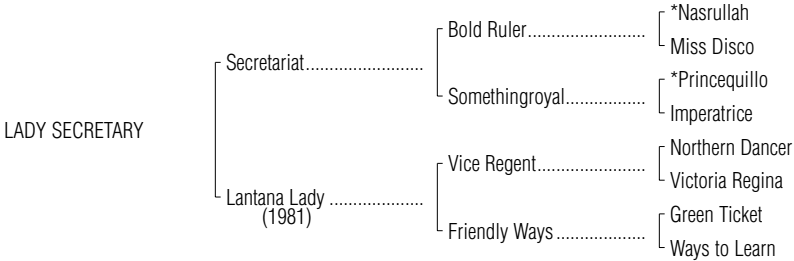 *Nasrullah
Bold Ruler........................
Miss Disco
Secretariat........................
*Princequillo
Somethingroyal................
Imperatrice
LADY SECRETARY
Northern Dancer
Vice Regent......................
Victoria Regina
Lantana Lady ...................
(1981)
Green Ticket
Friendly Ways ..................
Ways to Learn